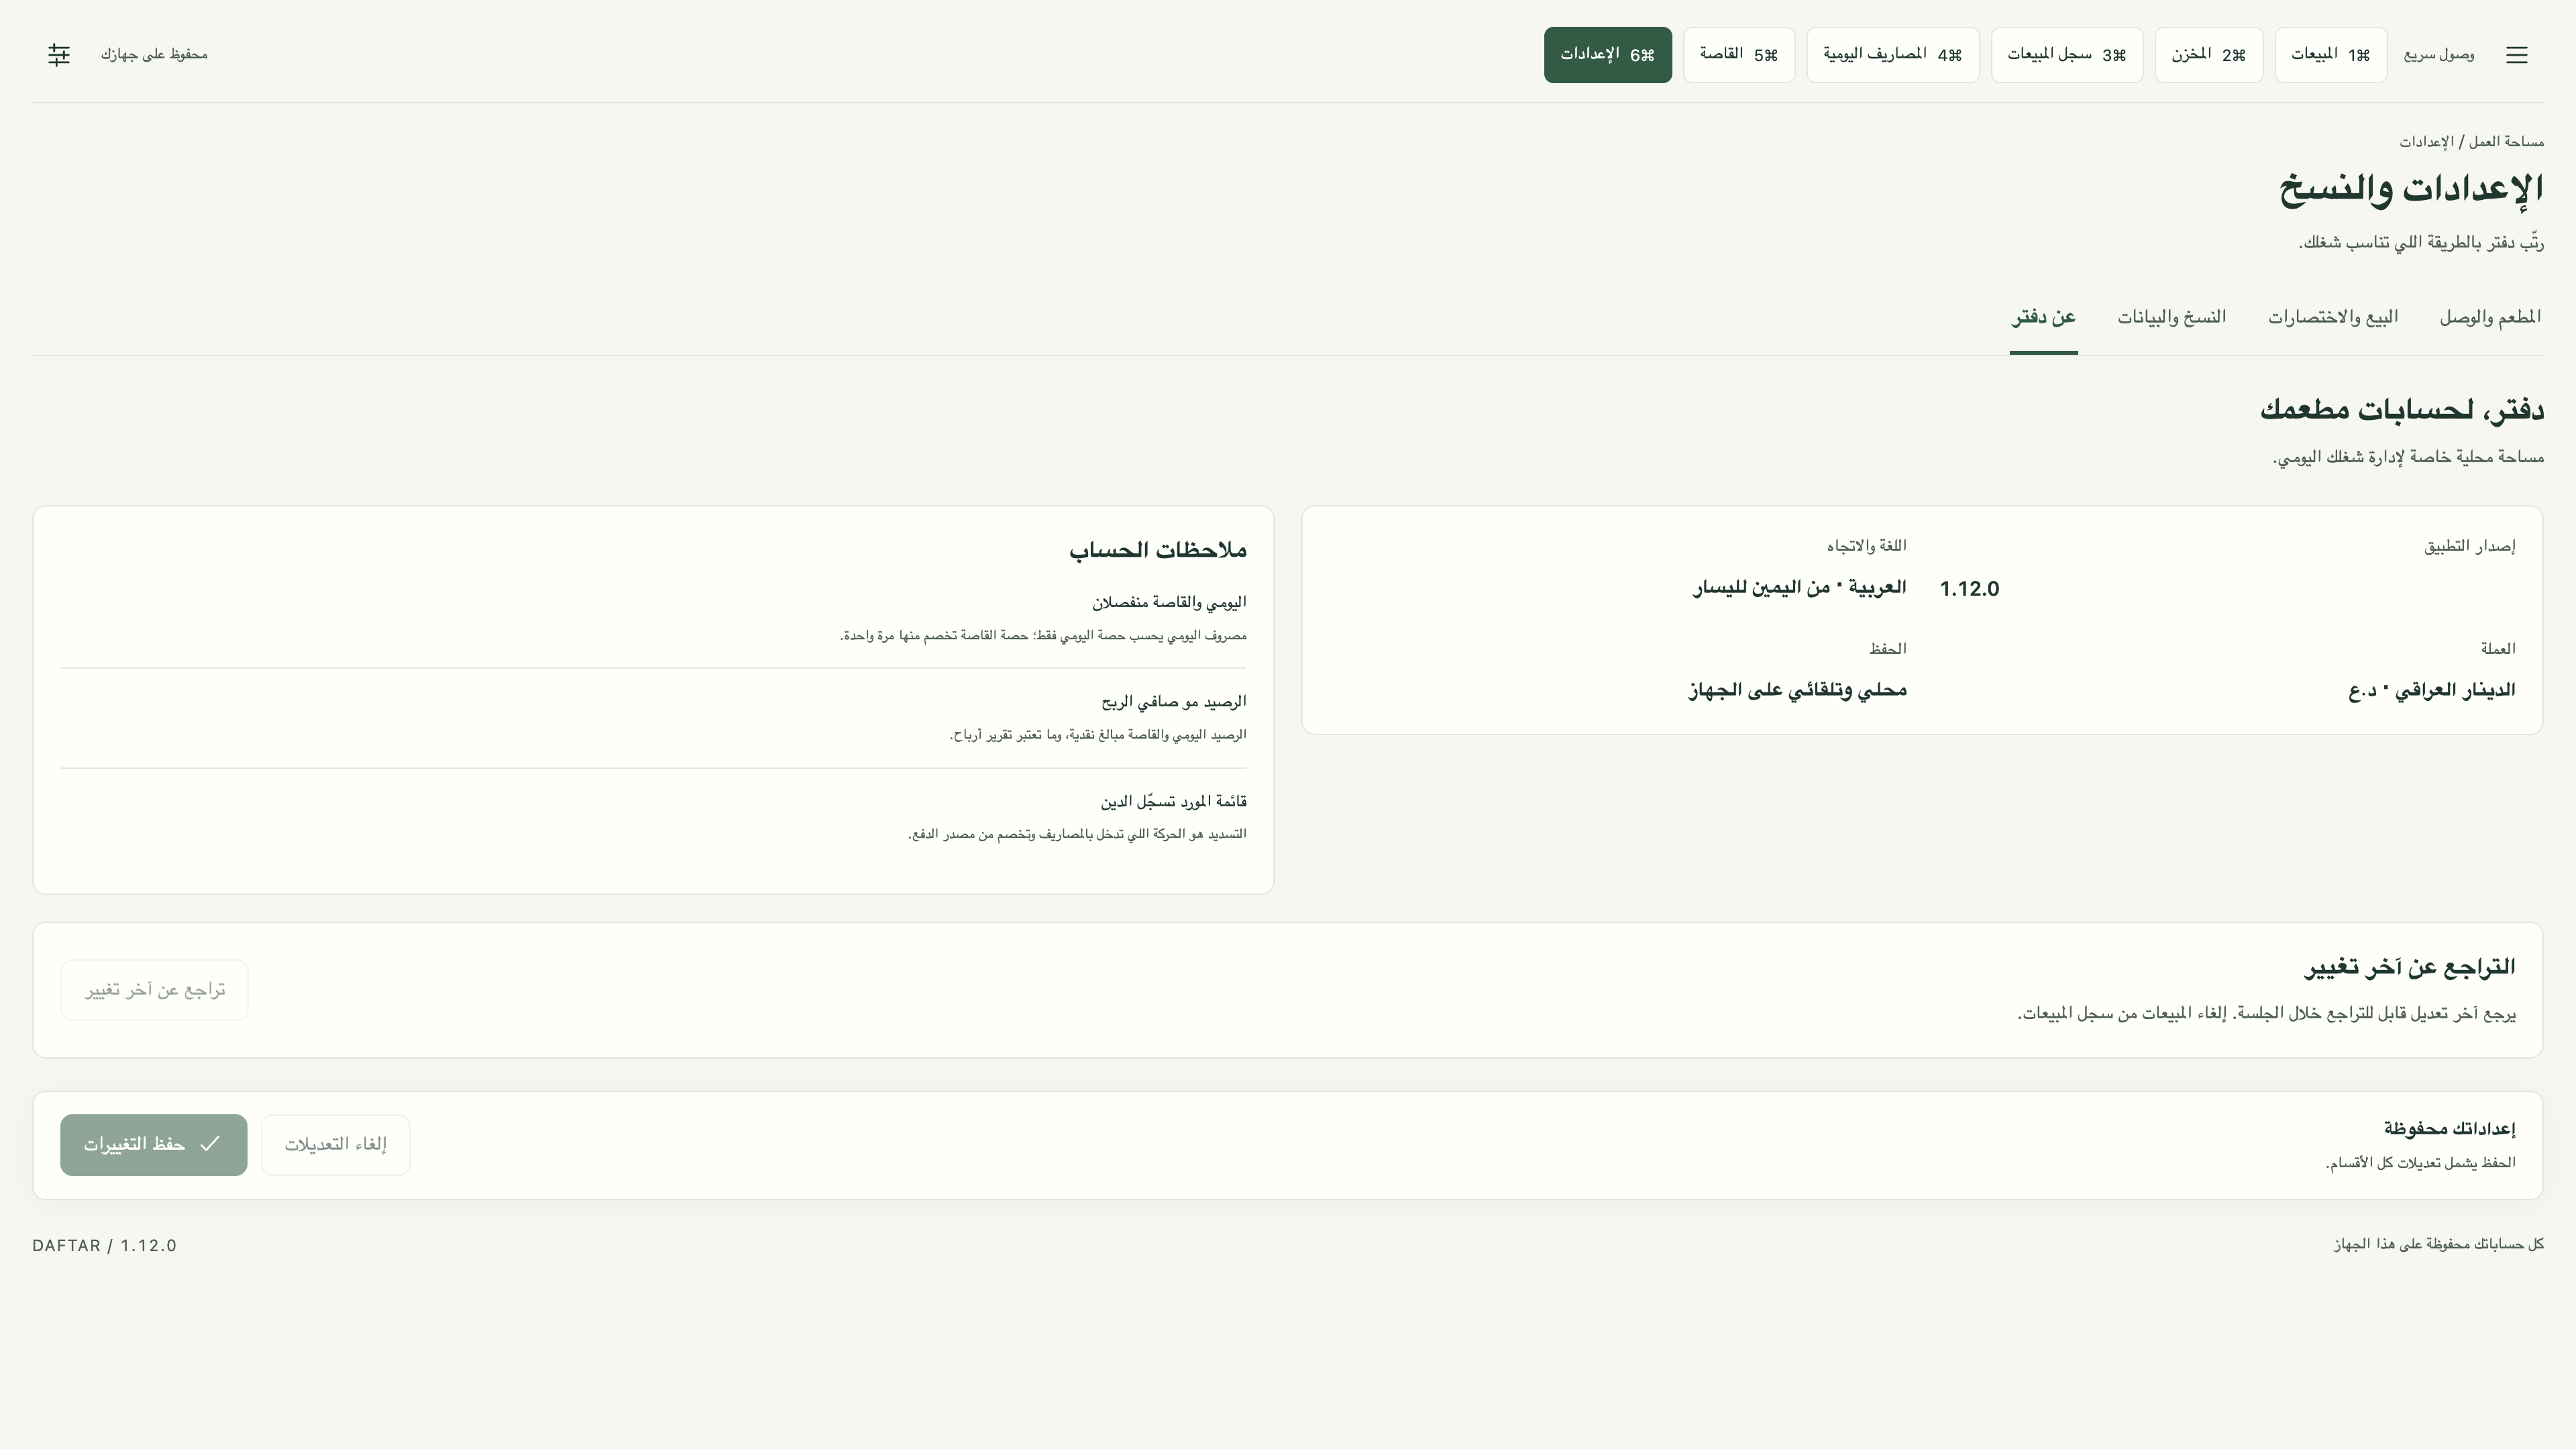 وصول سريع
⌘1 المبيعات
⌘2 المخزن
⌘3 سجل المبيعات
⌘4 المصاريف اليومية
⌘5 القاصة
⌘6 الإعدادات
محفوظ على جهازك
مساحة العمل / الإعدادات
الإعدادات والنسخ
رتّب دفتر بالطريقة اللي تناسب شغلك.
المطعم والوصل
البيع والاختصارات
النسخ والبيانات
عن دفتر
دفتر، لحسابات مطعمك
مساحة محلية خاصة لإدارة شغلك اليومي.
إصدار التطبيق
1.12.0
اللغة والاتجاه
العربية · من اليمين لليسار
العملة
الدينار العراقي · د.ع
الحفظ
محلي وتلقائي على الجهاز
ملاحظات الحساب
اليومي والقاصة منفصلان
مصروف اليومي يحسب حصة اليومي فقط؛ حصة القاصة تخصم منها مرة واحدة.
الرصيد مو صافي الربح
الرصيد اليومي والقاصة مبالغ نقدية، وما تعتبر تقرير أرباح.
قائمة المورد تسجّل الدين
التسديد هو الحركة اللي تدخل بالمصاريف وتخصم من مصدر الدفع.
التراجع عن آخر تغيير
يرجع آخر تعديل قابل للتراجع خلال الجلسة. إلغاء المبيعات من سجل المبيعات.
تراجع عن آخر تغيير
إعداداتك محفوظة
الحفظ يشمل تعديلات كل الأقسام.
إلغاء التعديلات
حفظ التغييرات
كل حساباتك محفوظة على هذا الجهاز
DAFTAR / 1.12.0